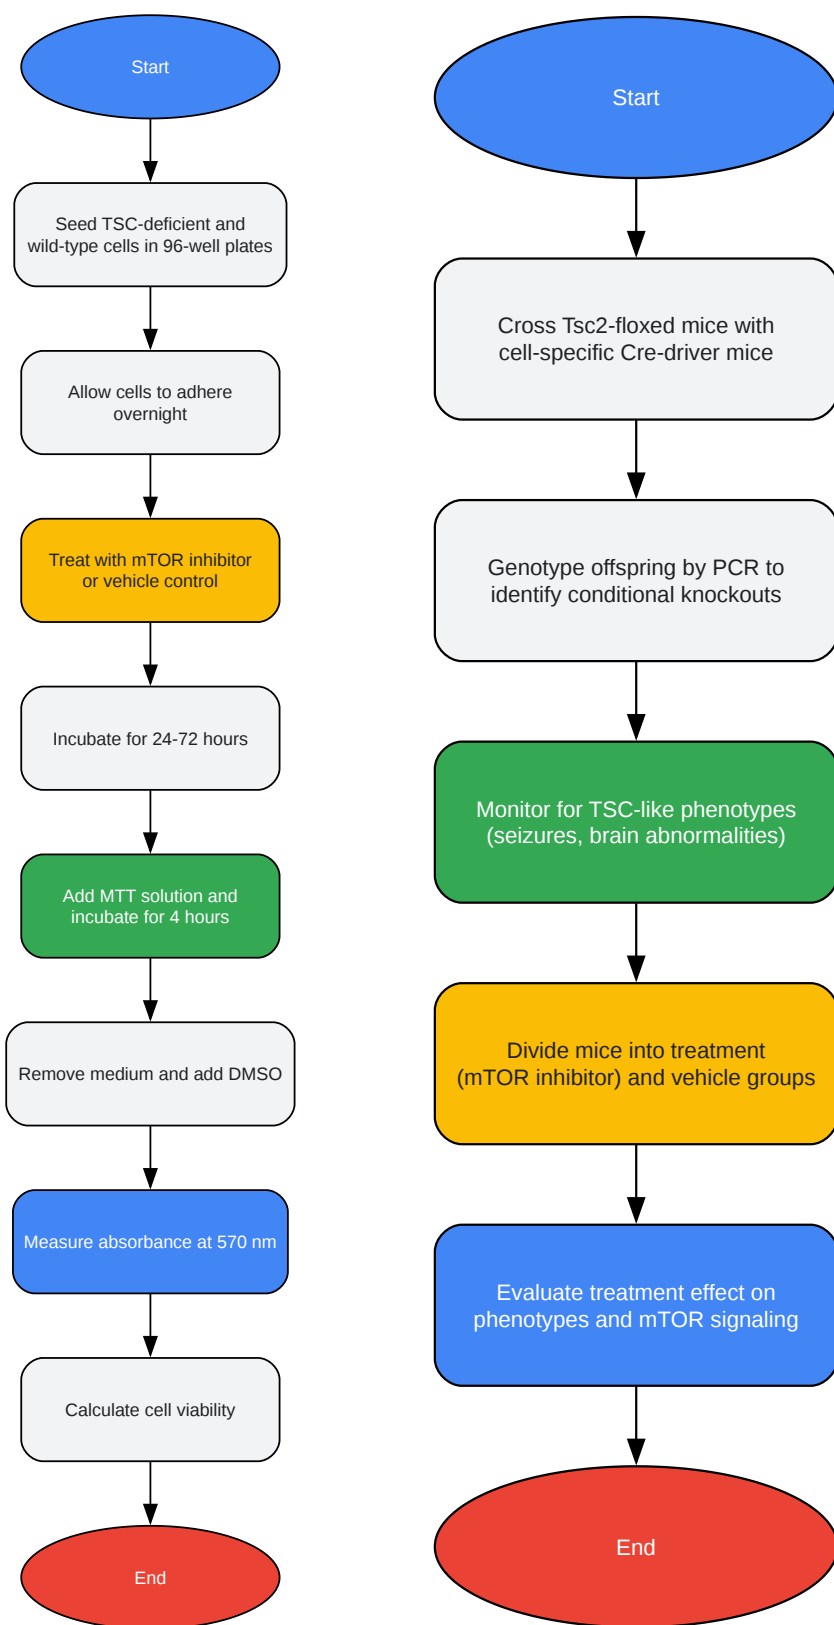 Start
Seed TSC-deficient and
wild-type cells in 96-well plates
Allow cells to adhere
overnight
Treat with mTOR inhibitor
or vehicle control
Incubate for 24-72 hours
Add MTT solution and
incubate for 4 hours
Remove medium and add DMSO
Measure absorbance at 570 nm
Calculate cell viability
End
Start
Cross Tsc2-floxed mice with
cell-specific Cre-driver mice
Genotype offspring by PCR to
identify conditional knockouts
Monitor for TSC-like phenotypes
(seizures, brain abnormalities)
Divide mice into treatment
(mTOR inhibitor) and vehicle groups
Evaluate treatment effect on
phenotypes and mTOR signaling
End